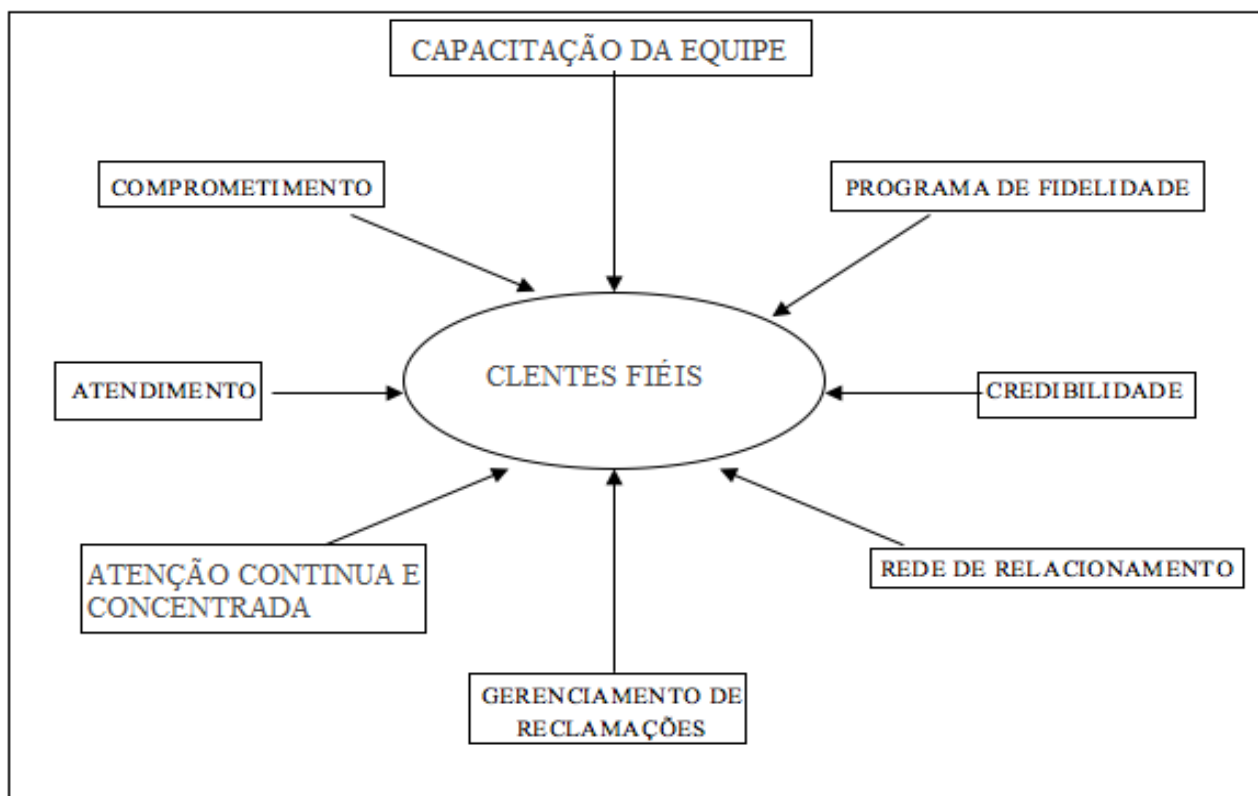 CAPACITAÇÃO DA EQUIPE
COMPROMETIMENTO
PROGRAMA DE FIDELIDADE
CLENTES FIÉIS
ATENDIMENTO
CREDIBILIDADE
ATENÇÃO CONTINUA E
CONCENTRADA
REDE DE RELACIONAMENTO
GERENCIAMENTO DE
RECLAMAÇÕES